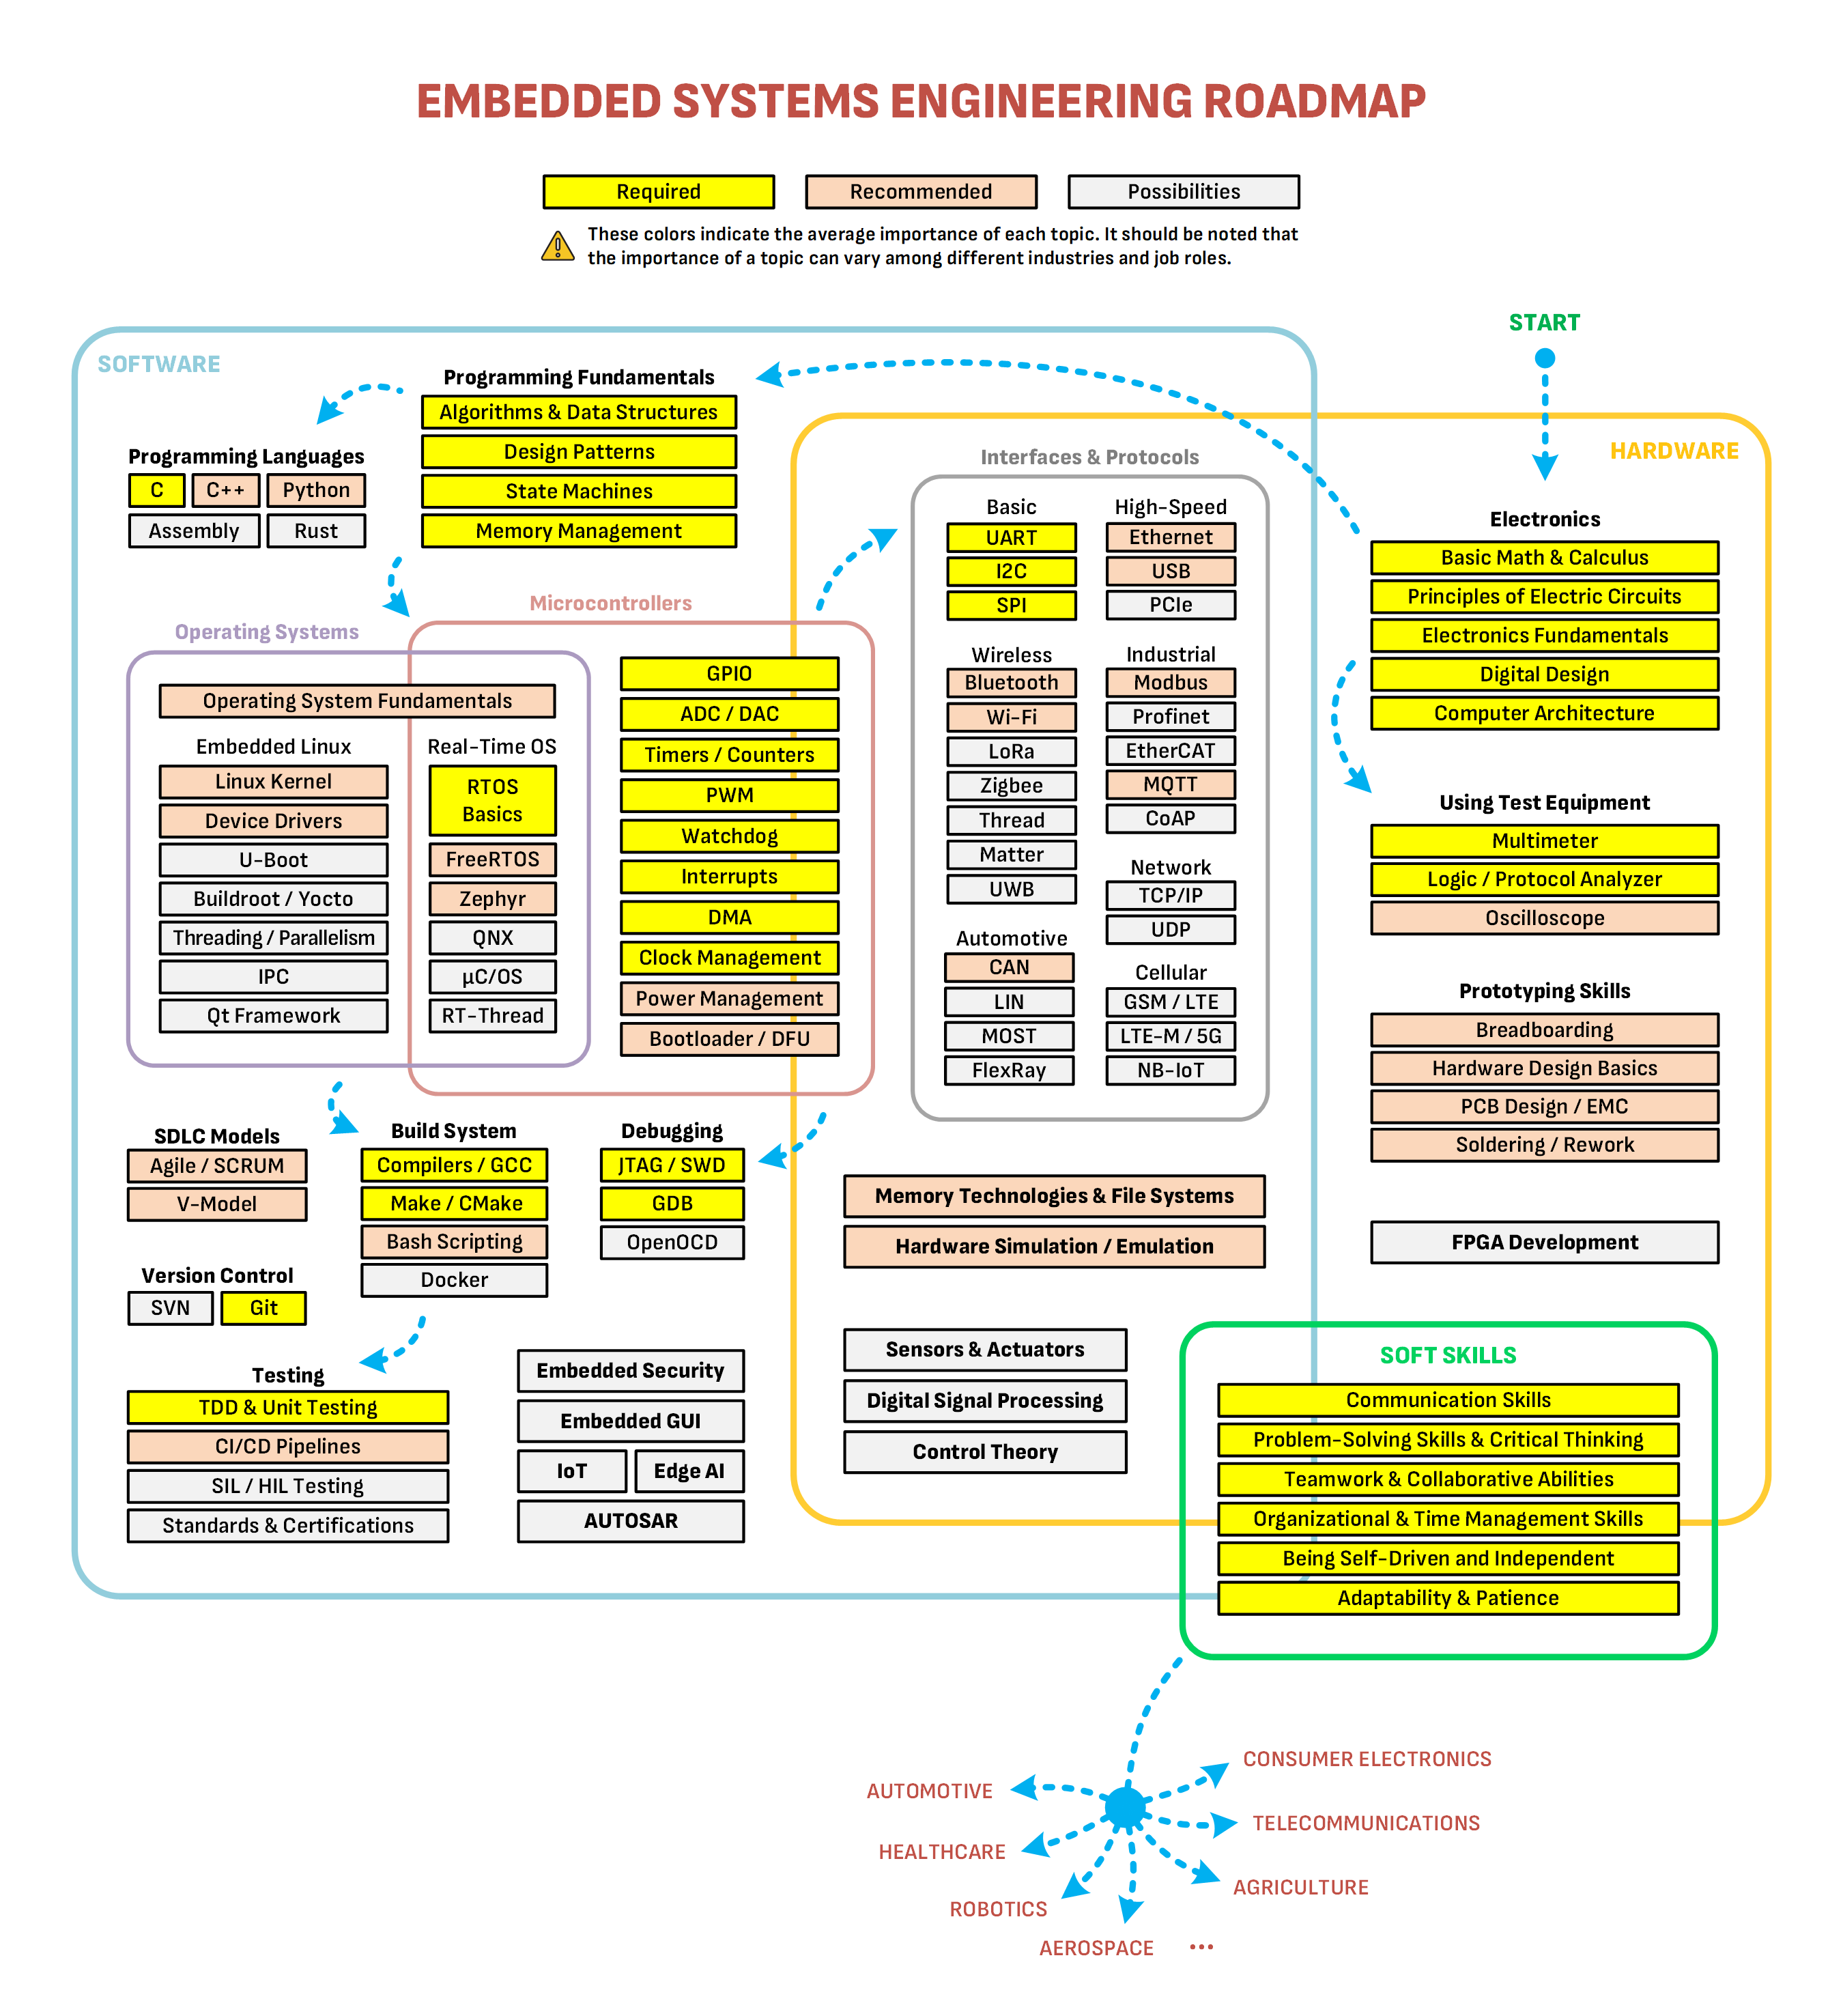 EMBEDDED SYSTEMS ENGINEERING ROADMAP
Required
Recommended
Possibilities
These colors indicate the average importance of each topic. It should be noted that
the importance of a topic can vary among different industries and job roles.
START
SOFTWARE
HARDWARE
Programming Fundamentals
Algorithms & Data Structures
Design Patterns
State Machines
Memory Management
Programming Languages
C
C++
Python
Assembly
Rust
Operating Systems
Operating System Fundamentals
Embedded Linux
Linux Kernel
Device Drivers
U-Boot
Buildroot / Yocto
Threading / Parallelism
IPC
Qt Framework
Real-Time OS
RTOS
Basics
FreeRTOS
Zephyr
QNX
µC/OS
RT-Thread
Microcontrollers
GPIO
ADC / DAC
Timers / Counters
PWM
Watchdog
Interrupts
DMA
Clock Management
Power Management
Bootloader / DFU
Interfaces & Protocols
Basic
UART
I2C
SPI
High-Speed
Ethernet
USB
PCIe
Wireless
Bluetooth
Wi-Fi
LoRa
Zigbee
Thread
Matter
UWB
Industrial
Modbus
Profinet
EtherCAT
MQTT
CoAP
Network
TCP/IP
UDP
Automotive
CAN
LIN
MOST
FlexRay
Cellular
GSM / LTE
LTE-M / 5G
NB-IoT
Electronics
Basic Math & Calculus
Principles of Electric Circuits
Electronics Fundamentals
Digital Design
Computer Architecture
Using Test Equipment
Multimeter
Logic / Protocol Analyzer
Oscilloscope
Prototyping Skills
Breadboarding
Hardware Design Basics
PCB Design / EMC
Soldering / Rework
FPGA Development
SDLC Models
Agile / SCRUM
V-Model
Version Control
SVN
Git
Build System
Compilers / GCC
Make / CMake
Bash Scripting
Docker
Debugging
JTAG / SWD
GDB
OpenOCD
Testing
TDD & Unit Testing
CI/CD Pipelines
SIL / HIL Testing
Standards & Certifications
Embedded Security
Embedded GUI
IoT
Edge AI
AUTOSAR
Memory Technologies & File Systems
Hardware Simulation / Emulation
Sensors & Actuators
Digital Signal Processing
Control Theory
SOFT SKILLS
Communication Skills
Problem-Solving Skills & Critical Thinking
Teamwork & Collaborative Abilities
Organizational & Time Management Skills
Being Self-Driven and Independent
Adaptability & Patience
AUTOMOTIVE
HEALTHCARE
ROBOTICS
AEROSPACE
CONSUMER ELECTRONICS
TELECOMMUNICATIONS
AGRICULTURE
...